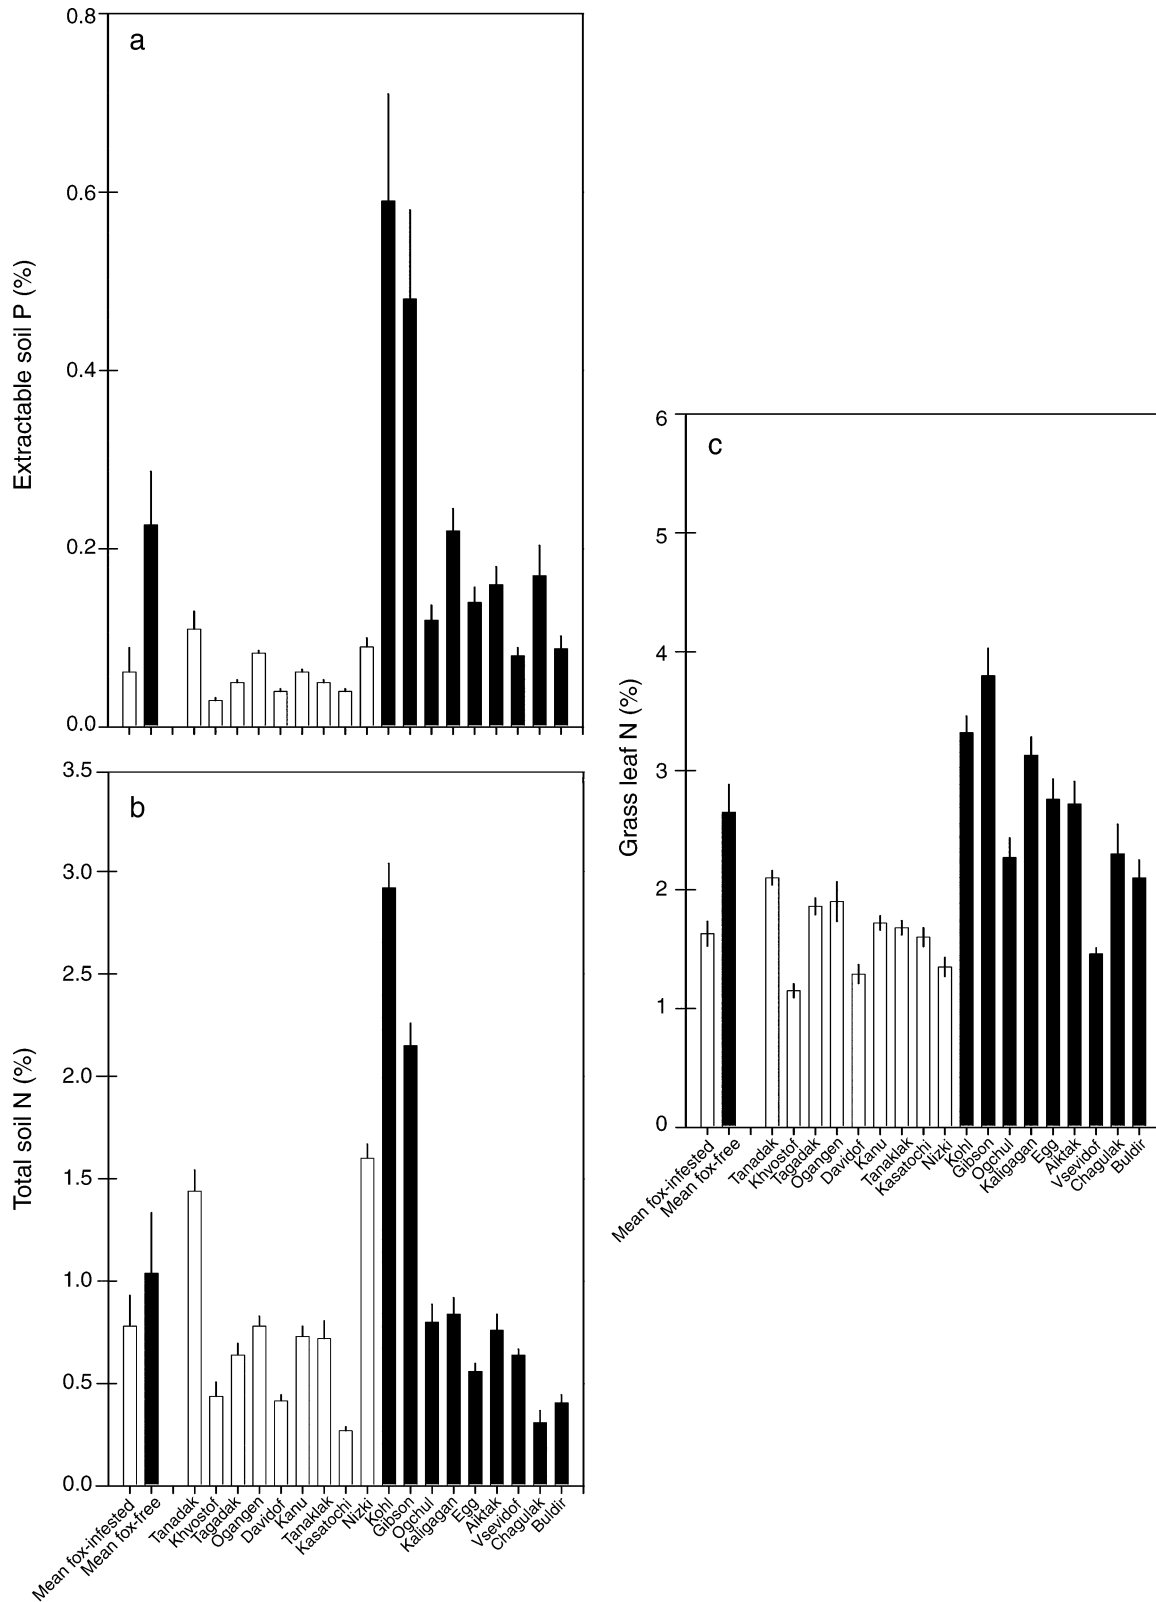 a
Extractable soil P (%)
0.8
0.6
0.4
0.2
0.0
b
Total soil N (%)
3.5
3.0
2.5
2.0
1.5
1.0
0.5
0.0
Mean fox-infested
Mean fox-free
Tanadak
Khvostof
Tagadak
Ogangen
Davidof
Kanu
Tanaklak
Kasatochi
Nizki
Kohl
Gibson
Ogchul
Kaligagan
Egg
Aiktak
Vsevidof
Chagulak
Buldir
c
Grass leaf N (%)
6
5
4
3
2
1
0
Mean fox-infested
Mean fox-free
Tanadak
Khvostof
Tagadak
Ogangen
Davidof
Kanu
Tanaklak
Kasatochi
Nizki
Kohl
Gibson
Ogchul
Kaligagan
Egg
Aiktak
Vsevidof
Chagulak
Buldir